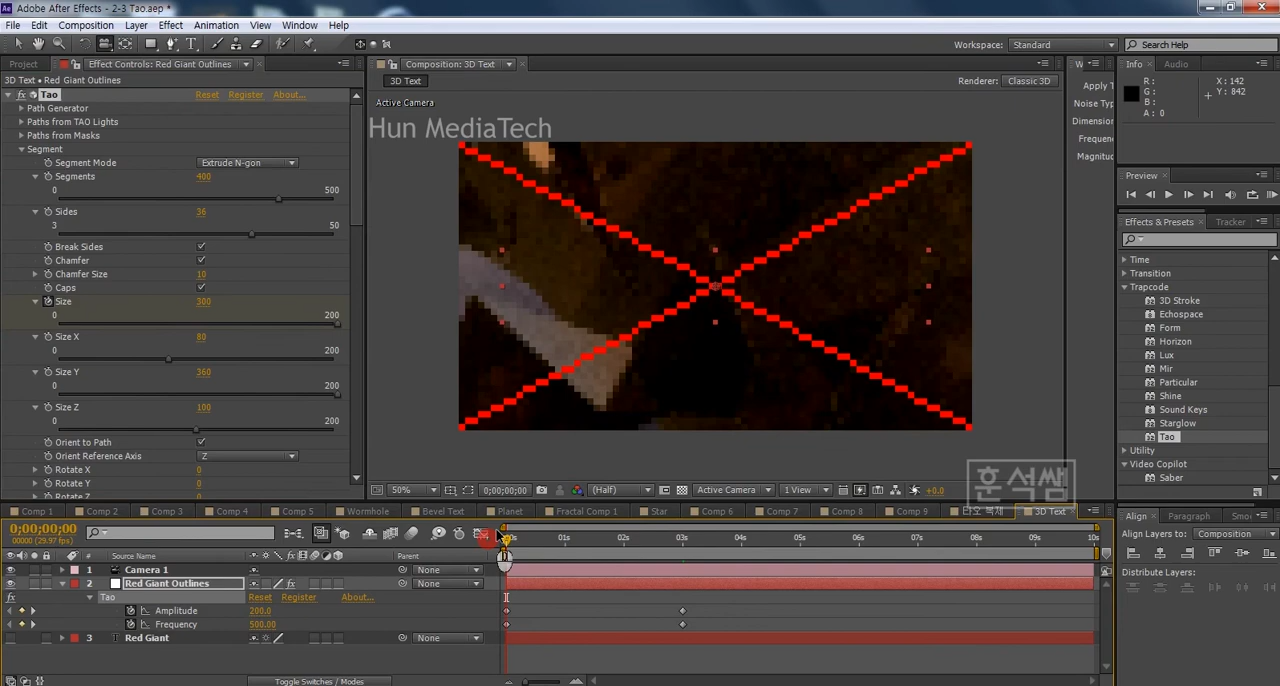 Adobe After Effects - 2-3 Tao.aep *
File Edit Composition Layer Effect Animation View Window Help
Workspace: Standard Search Help
Project Effect Controls: Red Giant Outlines Composition: 3D Text Info Audio
3D Text • Red Giant Outlines
3D Text Renderer: Classic 3D
Active Camera
Hun MediaTech
Tao Reset Register About...
Path Generator
Paths from TAO Lights
Paths from Masks
Segment
Segment Mode Extrude N-gon
Segments 400
0 500
Sides 36
3 50
Break Sides
Chamfer
Chamfer Size 10
Caps
Size 300
0 200
Size X 80
0 200
Size Y 360
0 200
Size Z 100
0 200
Orient to Path
Orient Reference Axis Z
Rotate X 0
Rotate Y 0
Rotate Z 0
Apply T
Noise Typ
Dimension
Frequen
Magnitud
R: X: 142
G: Y: 842
B:
A: 0
Preview
Effects & Presets Tracker
Time
Transition
Trapcode
3D Stroke
Echospace
Form
Horizon
Lux
Mir
Particular
Shine
Sound Keys
Starglow
Tao
Utility
Video Copilot
Saber
훈석쌤
50% 0;00;00;00 (Half) Active Camera 1 View +0.0
Comp 1 Comp 2 Comp 3 Comp 4 Comp 5 Wormhole Bevel Text Planet Fractal Comp 1 Star Comp 6 Comp 7 Comp 8 Comp 9 타오 복제 3D Text
0;00;00;00
00000 (29.97 fps)
01s 02s 03s 04s 05s 06s 07s 08s 09s 10s
# Source Name Parent
1 Camera 1 None
2 Red Giant Outlines None
Tao Reset Register About...
Amplitude 200.0
Frequency 500.00
3 T Red Giant None
Toggle Switches / Modes
Align Paragraph Smo
Align Layers to: Composition
Distribute Layers: